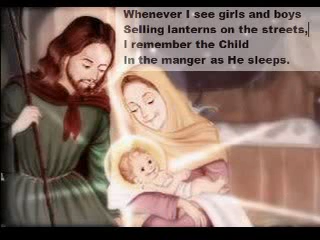 Whenever I see girls and boys
Selling lanterns on the streets,
I remember the Child
In the manger as He sleeps.